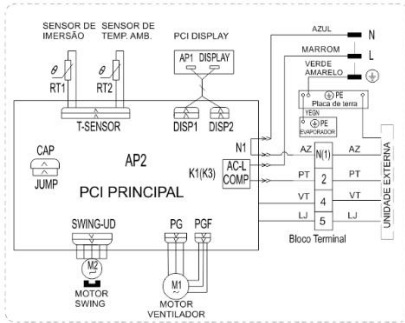 SENSOR DE IMERSÃO
SENSOR DE TEMP. AMB.
PCI DISPLAY
AZUL
N
MARROM
L
VERDE AMARELO
θ
RT1
θ
RT2
AP1 DISPLAY
PE
Placa de terra
YEGN
PE
EVAPORADOR
T-SENSOR
DISP1
DISP2
N1
CAP
JUMP
AP2
PCI PRINCIPAL
K1(K3)
AC-L
COMP
AZ
N(1)
AZ
PT
2
PT
VT
4
VT
LJ
5
LJ
UNIDADE EXTERNA
Bloco Terminal
SWING-UD
PG
PGF
M2
MOTOR SWING
M1
MOTOR VENTILADOR